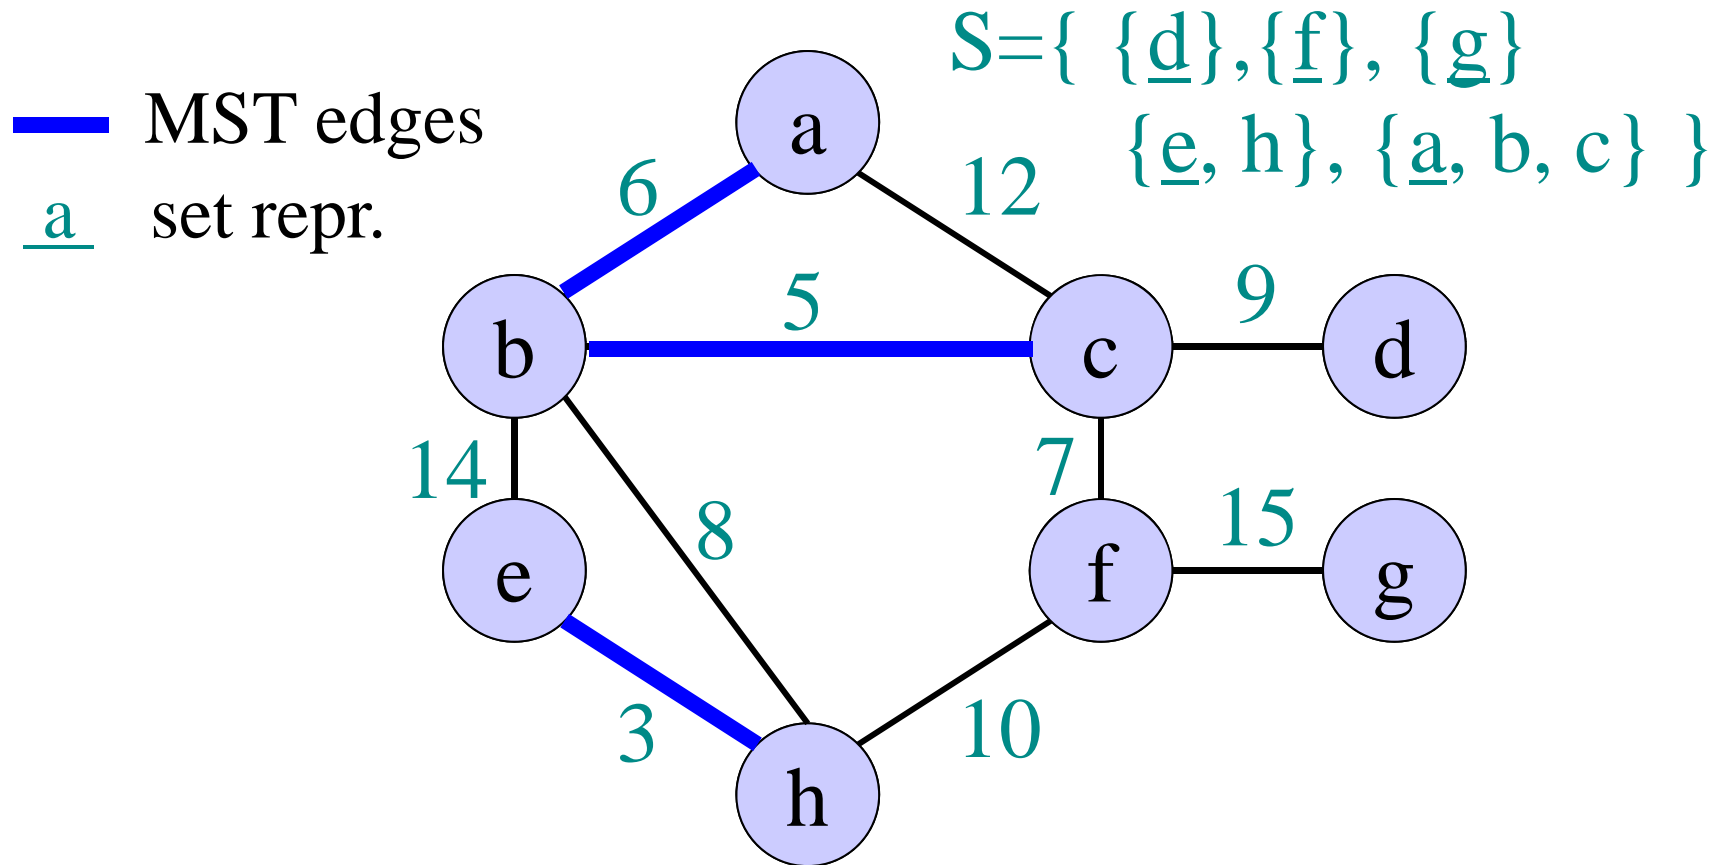 S={ {d},{f}, {g}
{e, h}, {a, b, c} }
MST edges
a set repr.
a
6
12
5
9
b
c
d
14
7
8
15
e
f
g
3
10
h